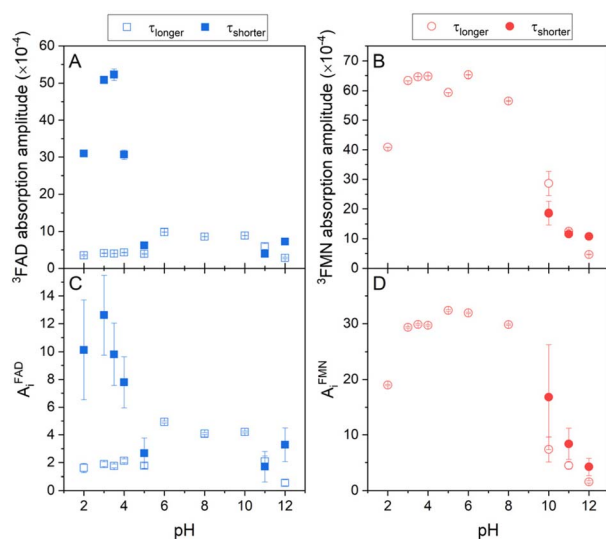 τlonger τshorter
τlonger τshorter
A
³FAD absorption amplitude (×10⁻⁴)
60
50
40
30
20
10
0
B
³FMN absorption amplitude (×10⁻⁴)
70
60
50
40
30
20
10
0
C
AiFAD
14
12
10
8
6
4
2
0
2 4 6 8 10 12
pH
D
AiFMN
30
20
10
0
2 4 6 8 10 12
pH